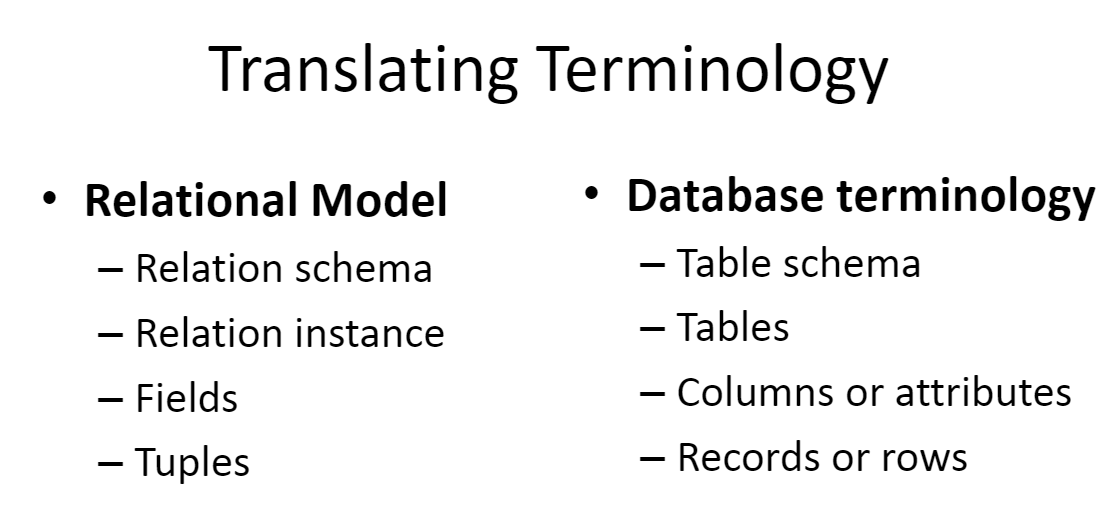 Translating Terminology
• Relational Model
– Relation schema
– Relation instance
– Fields
– Tuples
• Database terminology
– Table schema
– Tables
– Columns or attributes
– Records or rows